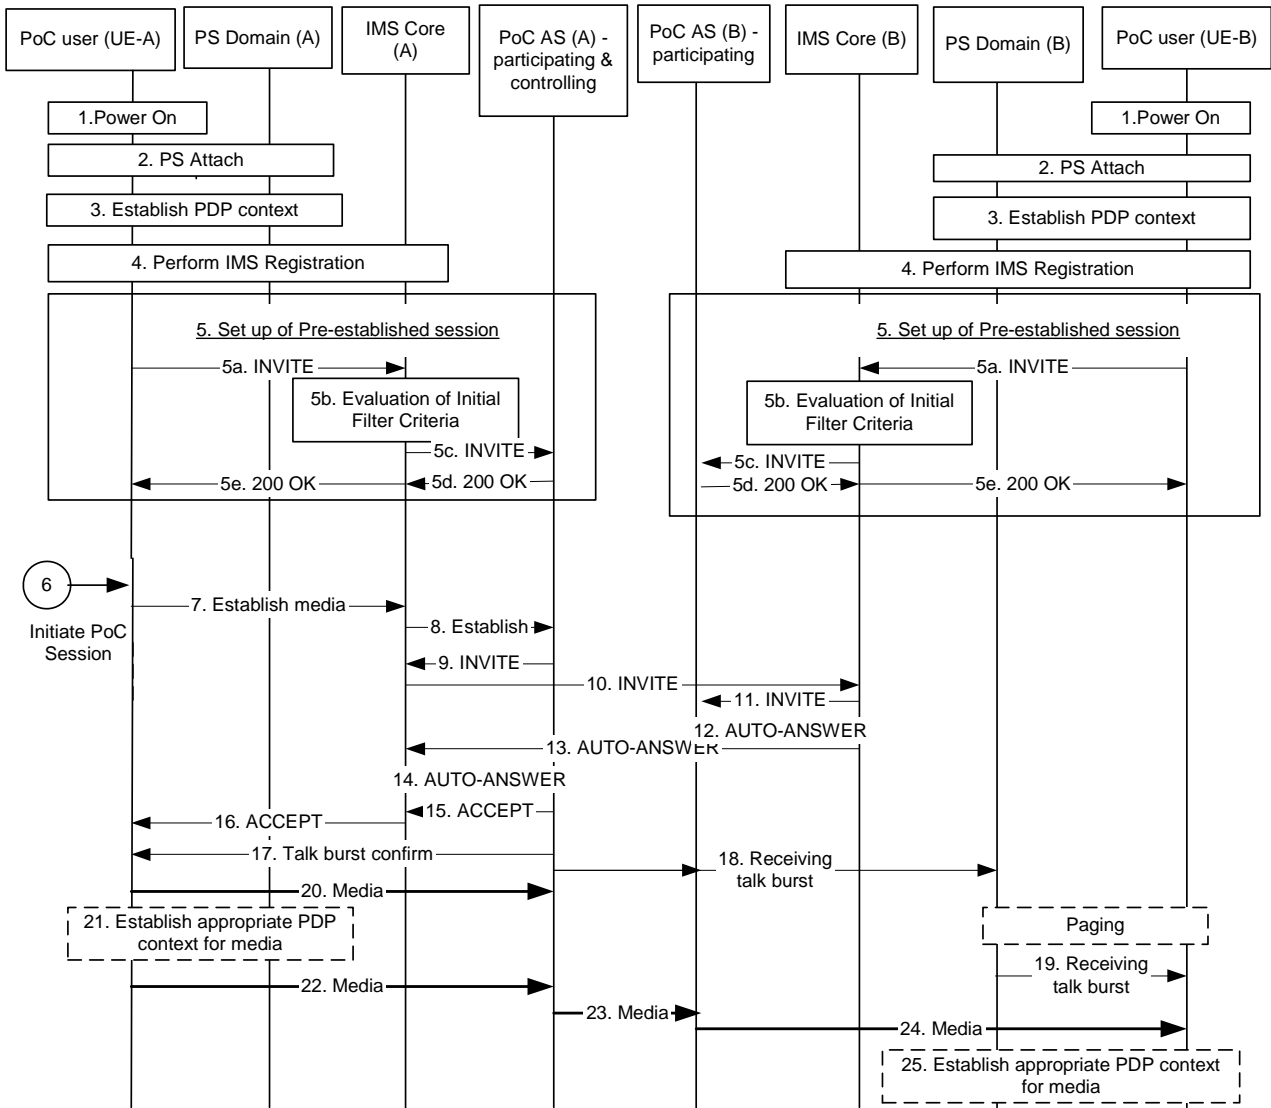 PoC user (UE-A)
PS Domain (A)
IMS Core
(A)
PoC AS (A) -
participating &
controlling
PoC AS (B) -
participating
IMS Core (B)
PS Domain (B)
PoC user (UE-B)
1.Power On
1.Power On
2. PS Attach
2. PS Attach
3. Establish PDP context
3. Establish PDP context
4. Perform IMS Registration
4. Perform IMS Registration
5. Set up of Pre-established session
5. Set up of Pre-established session
5a. INVITE
5a. INVITE
5b. Evaluation of Initial
Filter Criteria
5b. Evaluation of Initial
Filter Criteria
5c. INVITE
5c. INVITE
5e. 200 OK
5d. 200 OK
5d. 200 OK
5e. 200 OK
6
Initiate PoC
Session
7. Establish media
8. Establish
9. INVITE
10. INVITE
11. INVITE
12. AUTO-ANSWER
13. AUTO-ANSWER
14. AUTO-ANSWER
15. ACCEPT
16. ACCEPT
17. Talk burst confirm
18. Receiving
talk burst
20. Media
21. Establish appropriate PDP
context for media
Paging
19. Receiving
talk burst
22. Media
23. Media
24. Media
25. Establish appropriate PDP context
for media